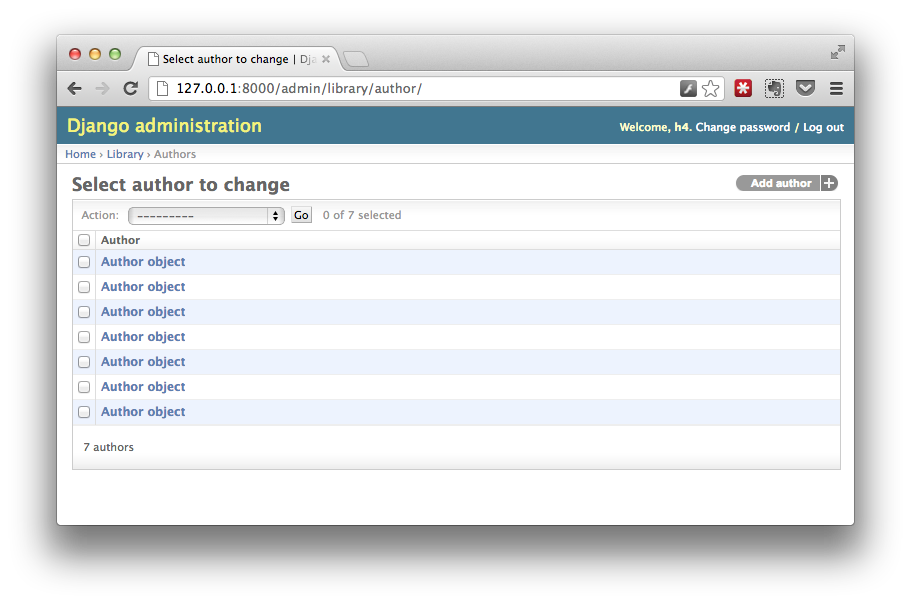 Select author to change | Dja
127.0.0.1:8000/admin/library/author/
Django administration
Welcome, h4. Change password / Log out
Home › Library › Authors
Select author to change
Add author +
Action: --------- Go 0 of 7 selected
Author
Author object
Author object
Author object
Author object
Author object
Author object
Author object
7 authors